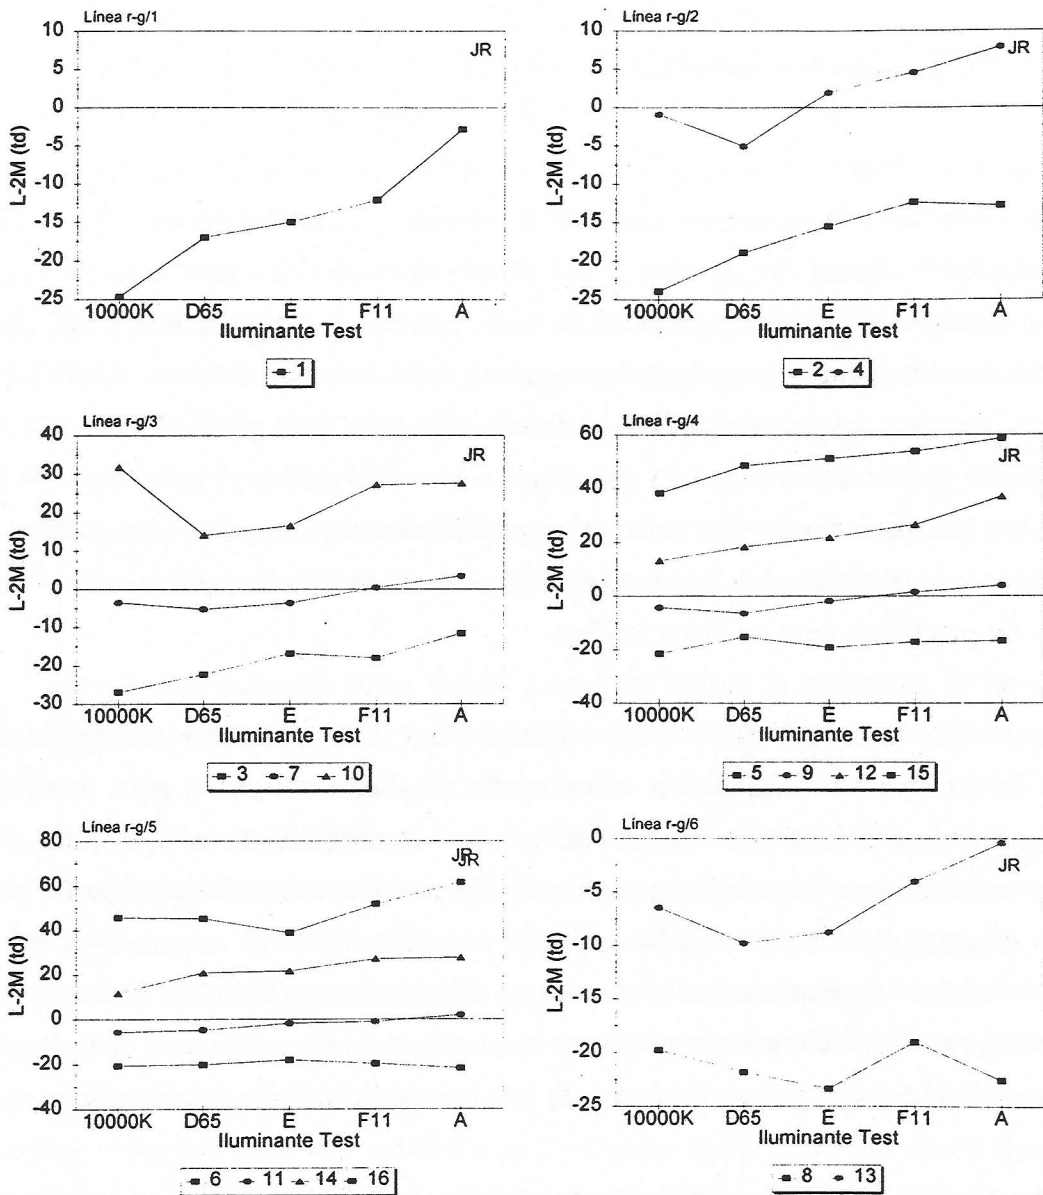 Línea r-g/1
JR
L-2M (td)
10
5
0
-5
-10
-15
-20
-25
10000K D65 E F11 A
Iluminante Test
1
Línea r-g/2
JR
L-2M (td)
10
5
0
-5
-10
-15
-20
-25
10000K D65 E F11 A
Iluminante Test
2 4
Línea r-g/3
JR
L-2M (td)
40
30
20
10
0
-10
-20
-30
10000K D65 E F11 A
Iluminante Test
3 7 10
Línea r-g/4
JR
L-2M (td)
60
40
20
0
-20
-40
10000K D65 E F11 A
Iluminante Test
5 9 12 15
Línea r-g/5
JR
JR
L-2M (td)
80
60
40
20
0
-20
-40
10000K D65 E F11 A
Iluminante Test
6 11 14 16
Línea r-g/6
JR
L-2M (td)
0
-5
-10
-15
-20
-25
10000K D65 E F11 A
Iluminante Test
8 13